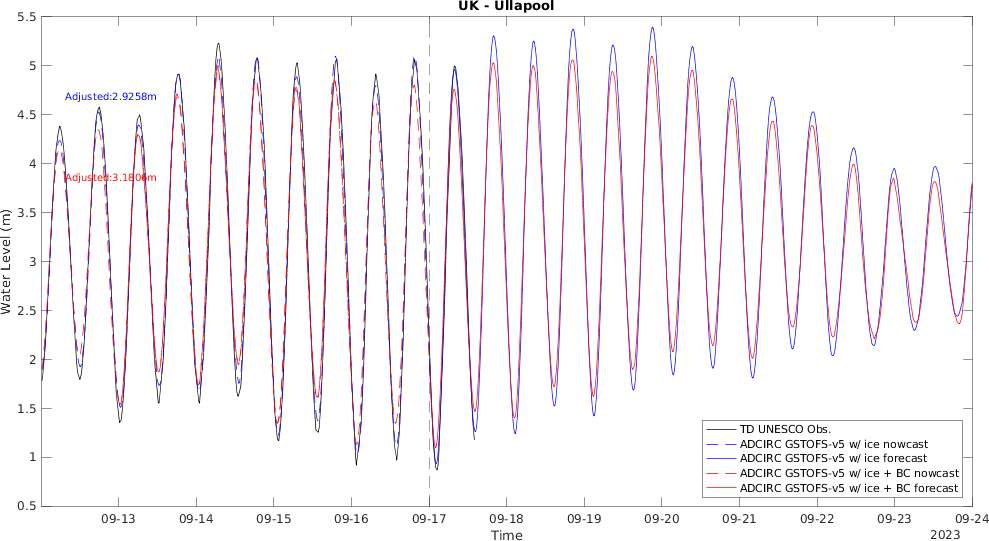 UK - Ullapool
5.5
5
4.5
4
3.5
3
2.5
2
1.5
1
0.5
Water Level (m)
Adjusted:2.9258m
Adjusted:3.1806m
TD UNESCO Obs.
ADCIRC GSTOFS-v5 w/ ice nowcast
ADCIRC GSTOFS-v5 w/ ice forecast
ADCIRC GSTOFS-v5 w/ ice + BC nowcast
ADCIRC GSTOFS-v5 w/ ice + BC forecast
09-13 09-14 09-15 09-16 09-17 09-18 09-19 09-20 09-21 09-22 09-23 09-24
Time
2023